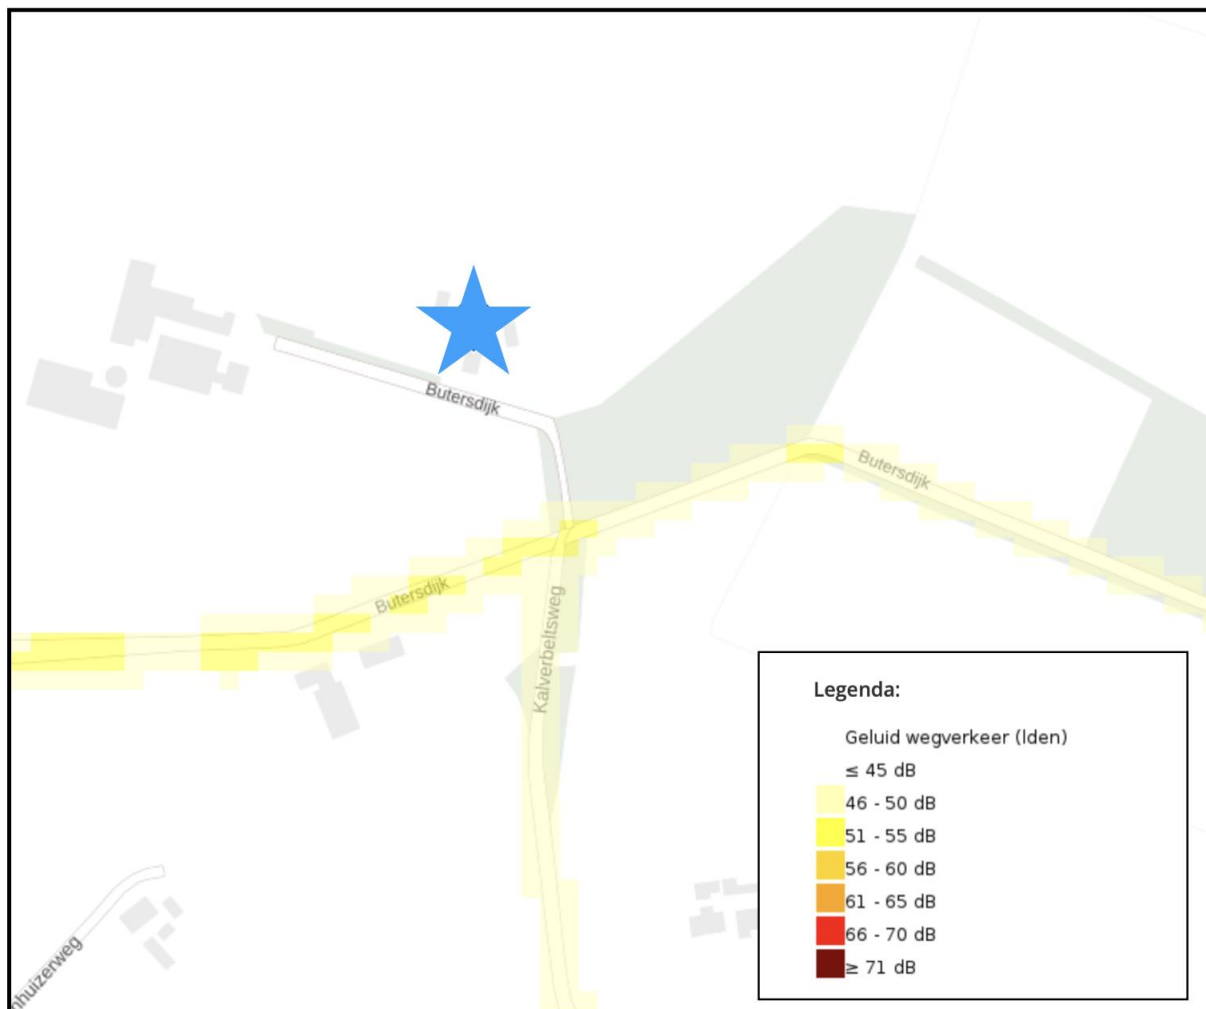 Butersdijk
Butersdijk
Butersdijk
Kalverbeltsweg
nhuizerweg
Legenda:
Geluid wegverkeer (lden)
≤ 45 dB
46 - 50 dB
51 - 55 dB
56 - 60 dB
61 - 65 dB
66 - 70 dB
≥ 71 dB